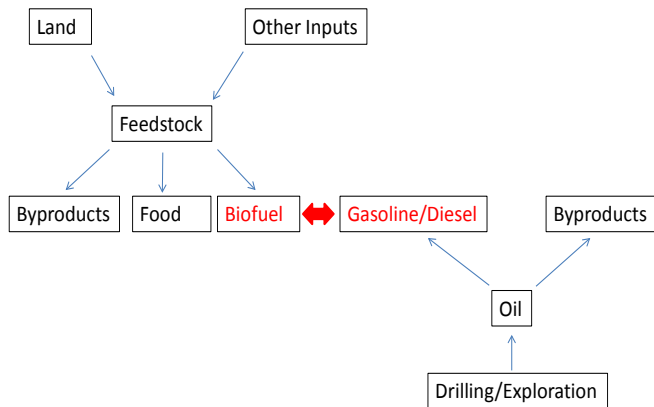 Land
Other Inputs
Feedstock
Byproducts
Food
Biofuel
Gasoline/Diesel
Byproducts
Oil
Drilling/Exploration